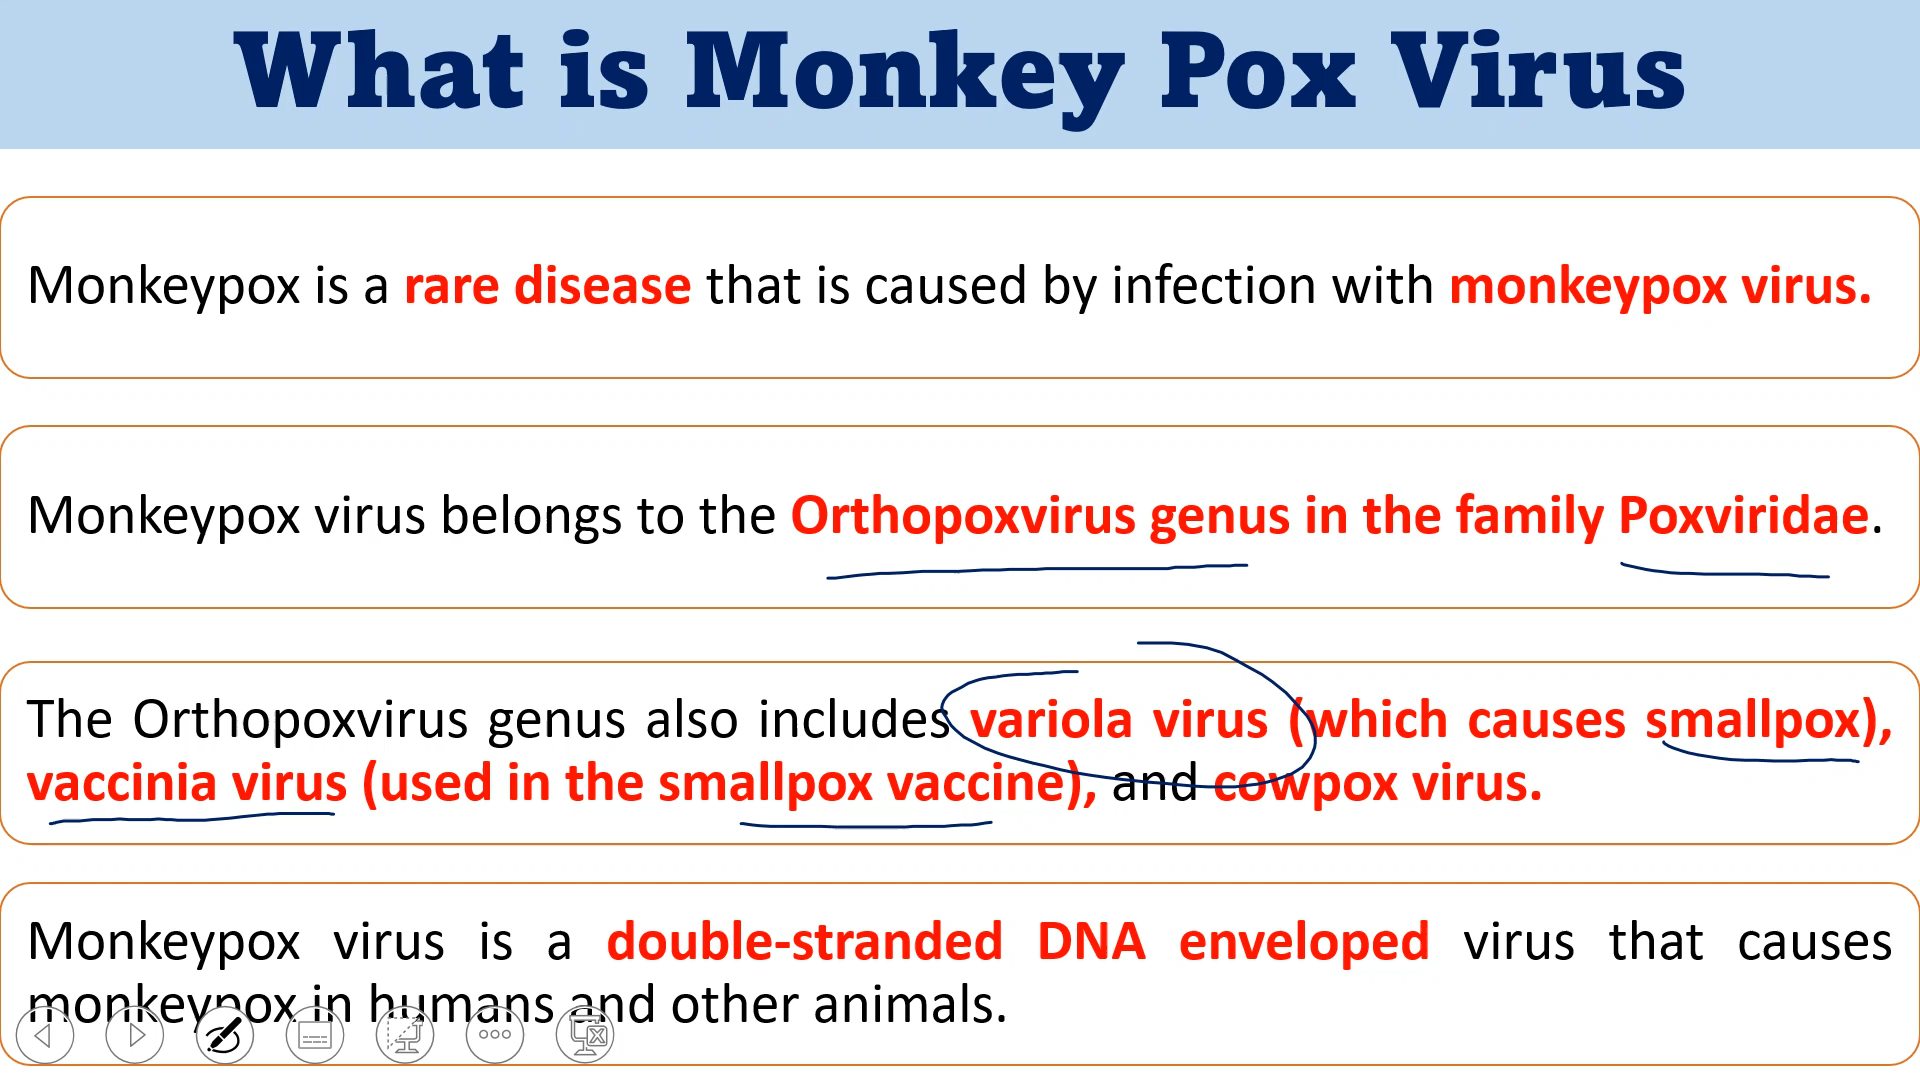 What is Monkey Pox Virus
Monkeypox is a rare disease that is caused by infection with monkeypox virus.
Monkeypox virus belongs to the Orthopoxvirus genus in the family Poxviridae.
The Orthopoxvirus genus also includes variola virus (which causes smallpox),
vaccinia virus (used in the smallpox vaccine), and cowpox virus.
Monkeypox virus is a double-stranded DNA enveloped virus that causes
monkeypox in humans and other animals.